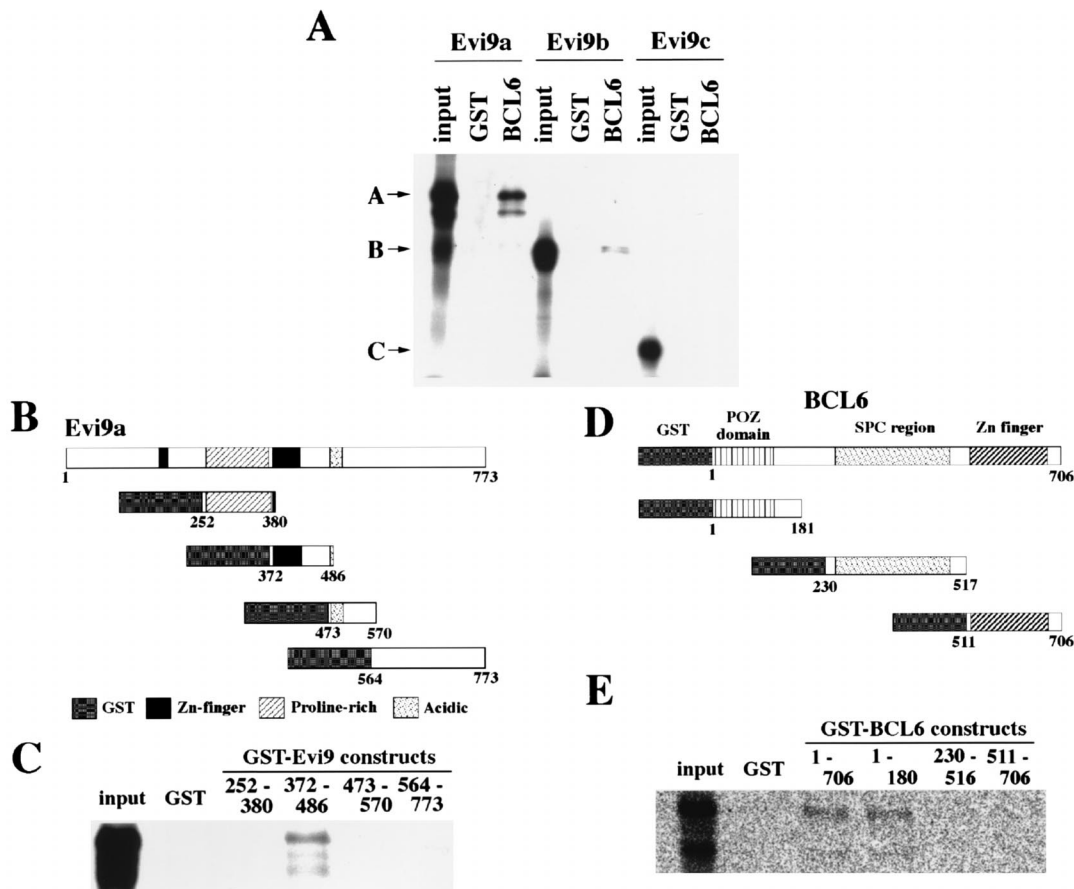 A
Evi9a Evi9b Evi9c
input GST BCL6 input GST BCL6 input GST BCL6
A
B
C
B
Evi9a
1 773
252 380
372 486
473 570
564 773
GST Zn-finger Proline-rich Acidic
C
GST-Evi9 constructs
input GST 252 - 380 372 - 486 473 - 570 564 - 773
D
BCL6
GST POZ domain SPC region Zn finger
1 706
1 181
230 517
511 706
E
GST-BCL6 constructs
input GST 1 - 706 1 - 180 230 - 516 511 - 706